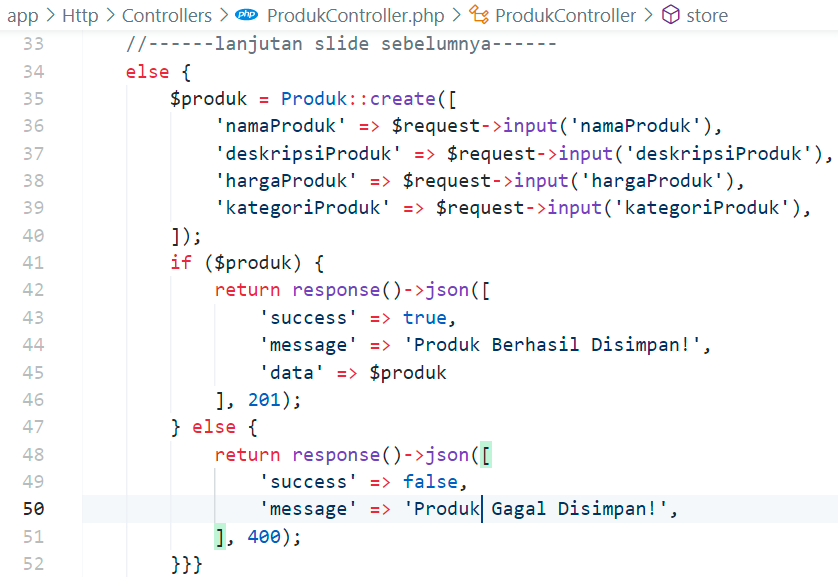 app > Http > Controllers > php ProdukController.php > ProdukController > store
33 //------lanjutan slide sebelumnya------
34 else {
35 $produk = Produk::create([
36 'namaProduk' => $request->input('namaProduk'),
37 'deskripsiProduk' => $request->input('deskripsiProduk'),
38 'hargaProduk' => $request->input('hargaProduk'),
39 'kategoriProduk' => $request->input('kategoriProduk'),
40 ]);
41 if ($produk) {
42 return response()->json([
43 'success' => true,
44 'message' => 'Produk Berhasil Disimpan!',
45 'data' => $produk
46 ], 201);
47 } else {
48 return response()->json([
49 'success' => false,
50 'message' => 'Produk Gagal Disimpan!',
51 ], 400);
52 }}}